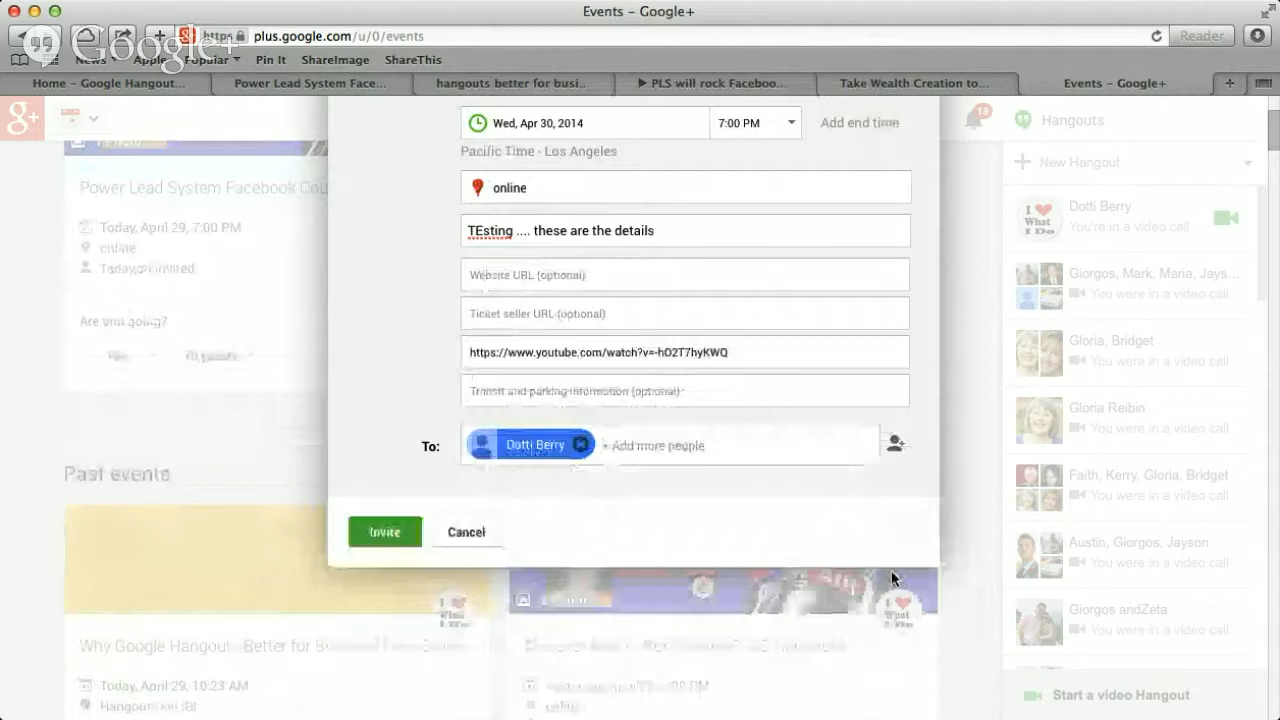 Events – Google+
Google+
https plus.google.com/u/0/events
Reader
News Apple Popular Pin It ShareImage ShareThis
Home – Google Hangout... Power Lead System Face... hangouts better for busi.. ▶ PLS will rock Faceboo... Take Wealth Creation to... Events – Google+
g+
Wed, Apr 30, 2014 7:00 PM Add end time
18
Hangouts
Pacific Time - Los Angeles
New Hangout
Power Lead System Facebook
online
I ❤ What I Do
Dotti Berry
You're in a video call
Today, April 29, 7:00 PM
online
TEsting .... these are the details
Website URL (optional)
Giorgos, Mark, Maria, Jays...
You were in a video call
Ticket seller URL (optional)
Are you going?
https://www.youtube.com/watch?v=-hO2T7hyKWQ
Gloria, Bridget
You were in a video call
Transit and parking information (optional)
Gloria Reibin
You were in a video call
To: Dotti Berry + Add more people
Past events
Faith, Kerry, Gloria, Bridget
You were in a video call
Invite Cancel
Austin, Giorgos, Jayson
You were in a video call
I ❤ What
I ❤ What
Giorgos andZeta
You were in a video call
Why Google Hangout Better for
Today, April 29, 10:23 AM
Start a video Hangout